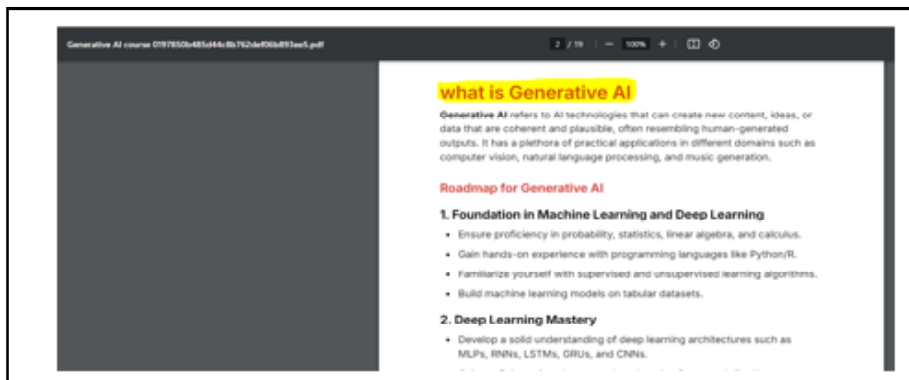 Generative AI course 0197850b485d44c8b762def06b893ee5.pdf
2 / 19 | − 100% +
what is Generative AI
Generative AI refers to AI technologies that can create new content, ideas, or
data that are coherent and plausible, often resembling human-generated
outputs. It has a plethora of practical applications in different domains such as
computer vision, natural language processing, and music generation.
Roadmap for Generative AI
1. Foundation in Machine Learning and Deep Learning
• Ensure proficiency in probability, statistics, linear algebra, and calculus.
• Gain hands-on experience with programming languages like Python/R.
• Familiarize yourself with supervised and unsupervised learning algorithms.
• Build machine learning models on tabular datasets.
2. Deep Learning Mastery
• Develop a solid understanding of deep learning architectures such as
MLPs, RNNs, LSTMs, GRUs, and CNNs.